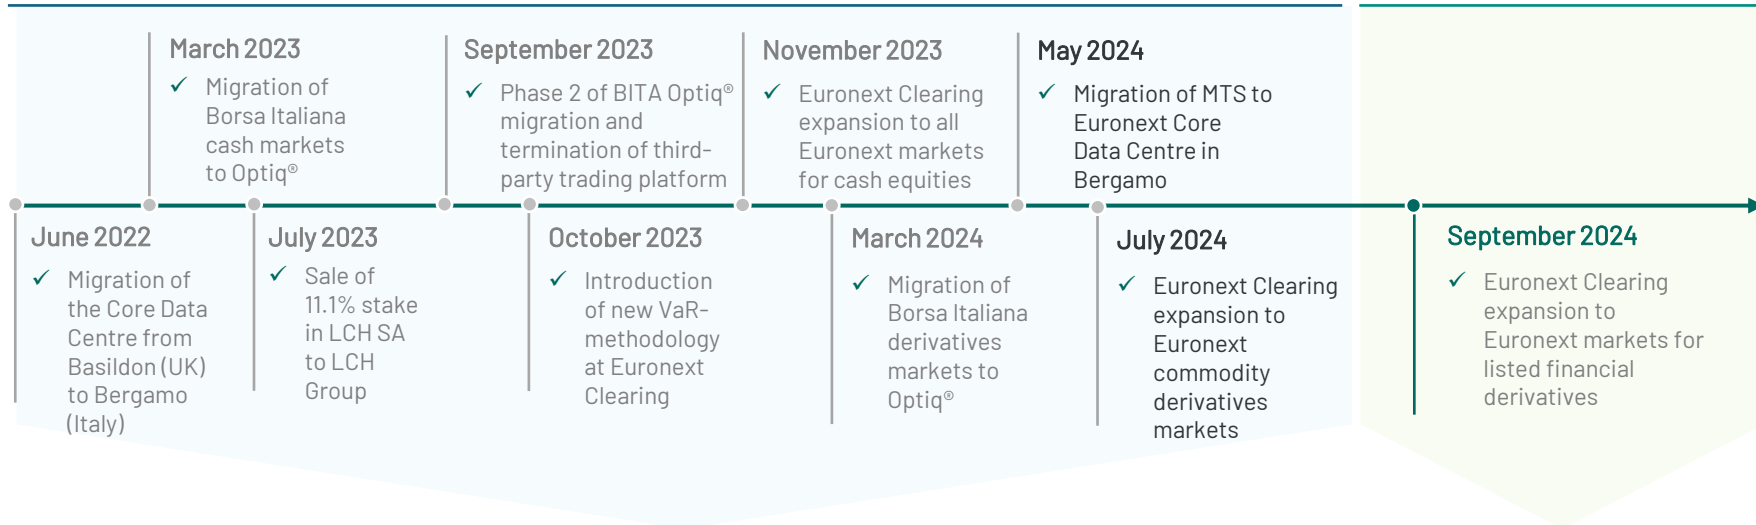 March 2023
✓ Migration of
Borsa Italiana
cash markets
to Optiq®
September 2023
✓ Phase 2 of BITA Optiq®
migration and
termination of third-
party trading platform
November 2023
✓ Euronext Clearing
expansion to all
Euronext markets
for cash equities
May 2024
✓ Migration of MTS to
Euronext Core
Data Centre in
Bergamo
June 2022
✓ Migration of
the Core Data
Centre from
Basildon (UK)
to Bergamo
(Italy)
July 2023
✓ Sale of
11.1% stake
in LCH SA
to LCH
Group
October 2023
✓ Introduction
of new VaR-
methodology
at Euronext
Clearing
March 2024
✓ Migration of
Borsa Italiana
derivatives
markets to
Optiq®
July 2024
✓ Euronext Clearing
expansion to
Euronext
commodity
derivatives
markets
September 2024
✓ Euronext Clearing
expansion to
Euronext markets for
listed financial
derivatives